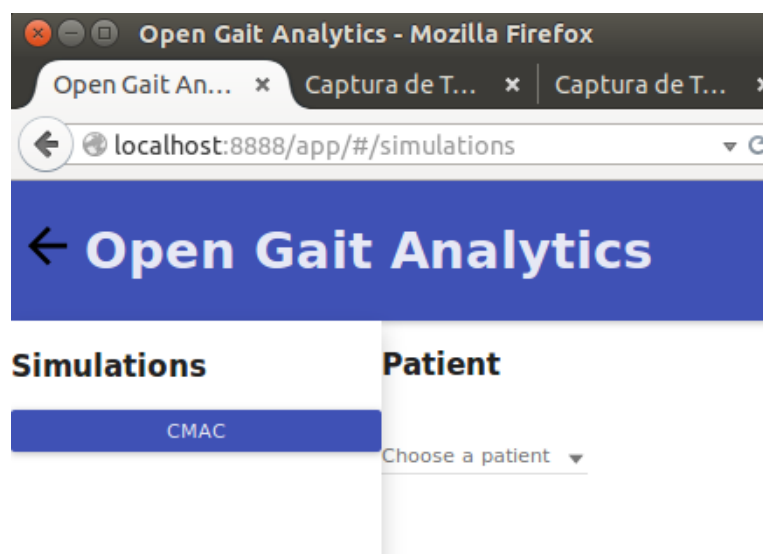 Open Gait Analytics - Mozilla Firefox
Open Gait An... Captura de T... Captura de T...
localhost:8888/app/#/simulations
Open Gait Analytics
Simulations
Patient
CMAC
Choose a patient